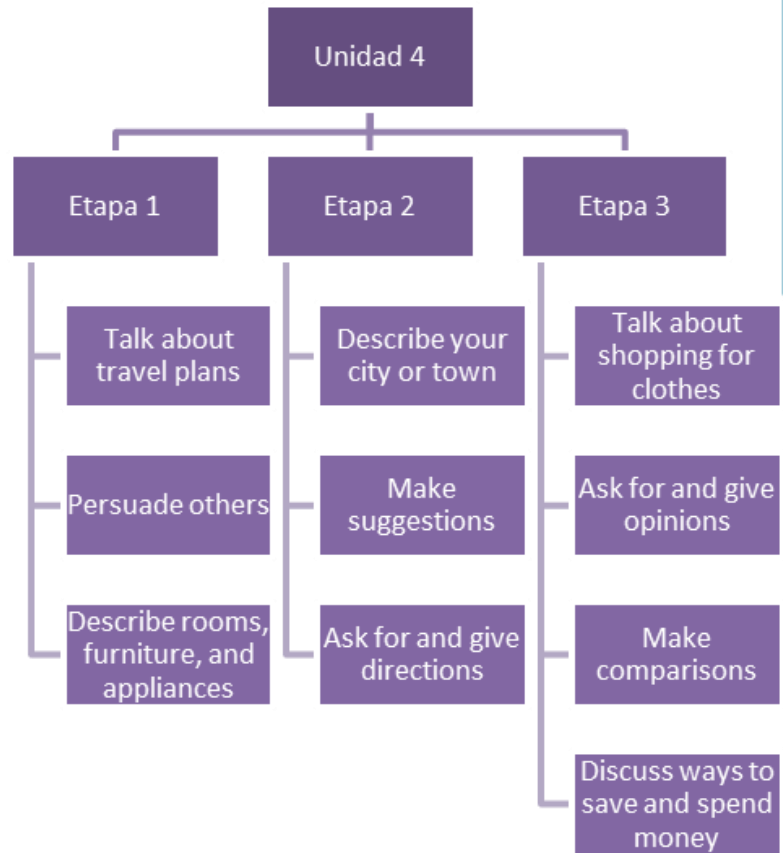 Unidad 4
Etapa 1
Talk about
travel plans
Persuade others
Describe rooms,
furniture, and
appliances
Etapa 2
Describe your
city or town
Make
suggestions
Ask for and give
directions
Etapa 3
Talk about
shopping for
clothes
Ask for and give
opinions
Make
comparisons
Discuss ways to
save and spend
money